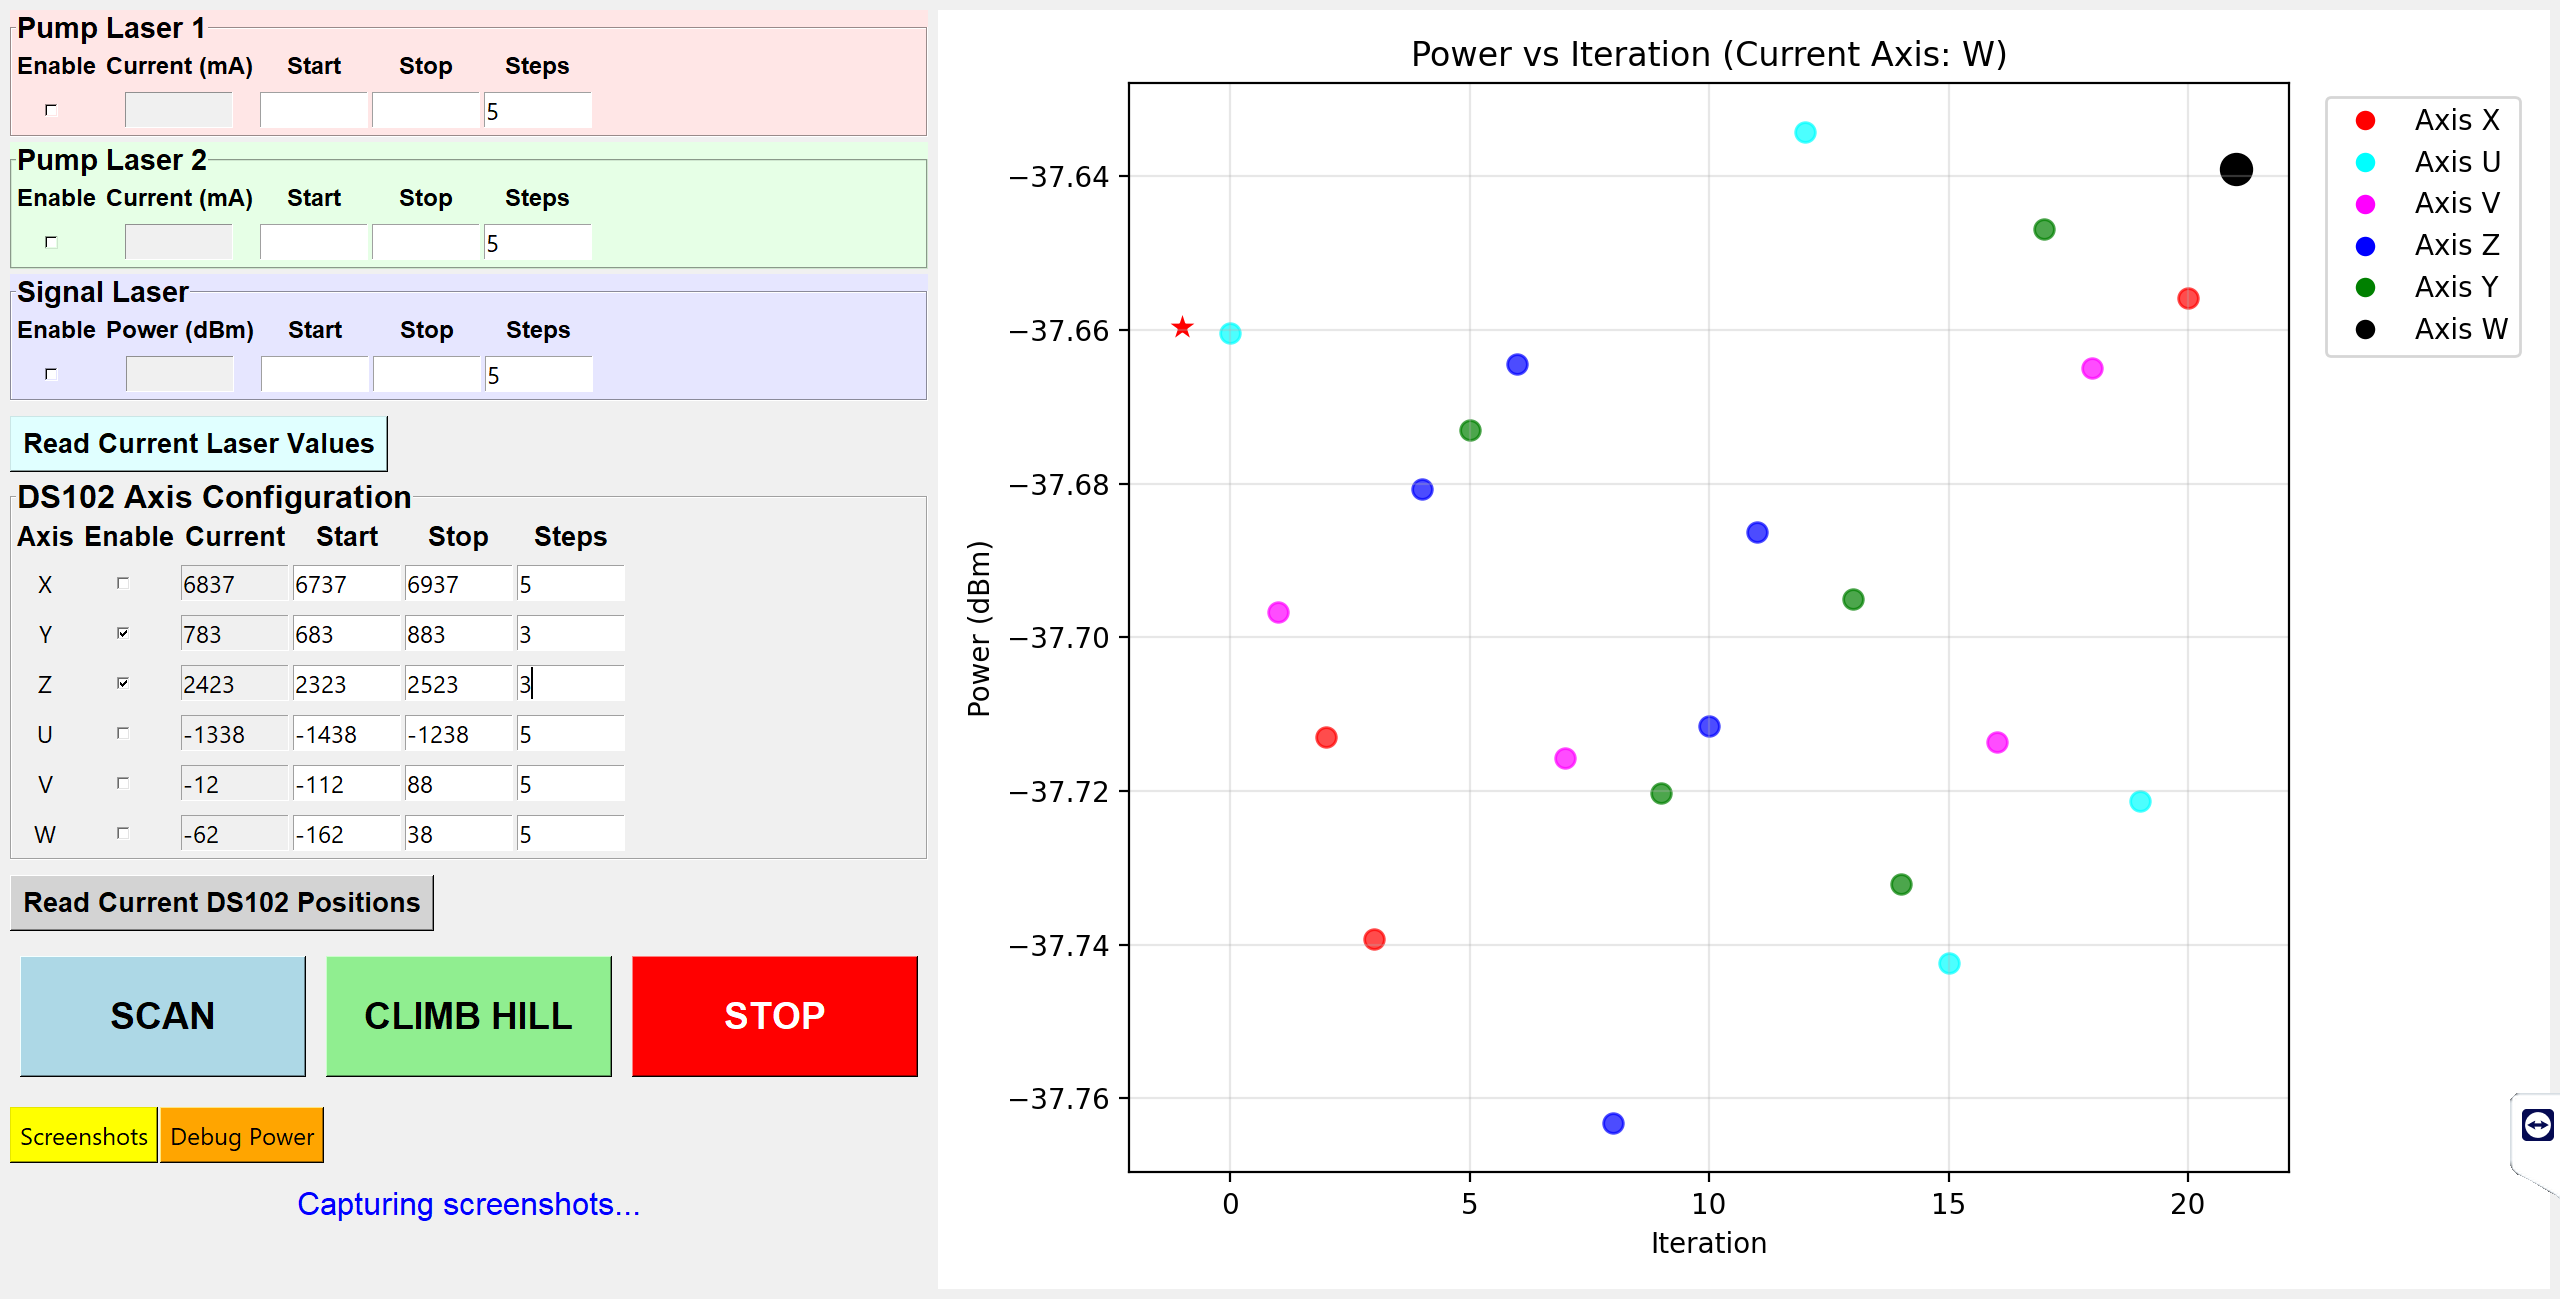 Pump Laser 1
Enable Current (mA) Start Stop Steps
5
Pump Laser 2
Enable Current (mA) Start Stop Steps
5
Signal Laser
Enable Power (dBm) Start Stop Steps
5
Read Current Laser Values
DS102 Axis Configuration
Axis Enable Current Start Stop Steps
X 6837 6737 6937 5
Y 783 683 883 3
Z 2423 2323 2523 3
U -1338 -1438 -1238 5
V -12 -112 88 5
W -62 -162 38 5
Read Current DS102 Positions
SCAN CLIMB HILL STOP
Screenshots Debug Power
Capturing screenshots...
Power vs Iteration (Current Axis: W)
Power (dBm)
−37.64
−37.66
−37.68
−37.70
−37.72
−37.74
−37.76
0 5 10 15 20
Iteration
Axis X
Axis U
Axis V
Axis Z
Axis Y
Axis W